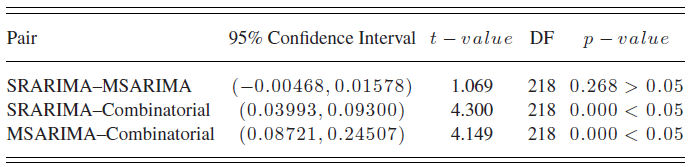 Pair 95% Confidence Interval t − value DF p − value
SRARIMA–MSARIMA (−0.00468, 0.01578) 1.069 218 0.268 > 0.05
SRARIMA–Combinatorial (0.03993, 0.09300) 4.300 218 0.000 < 0.05
MSARIMA–Combinatorial (0.08721, 0.24507) 4.149 218 0.000 < 0.05